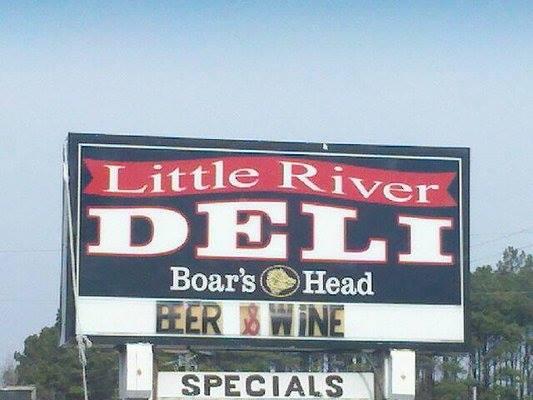 Little River
DELI
Boar's Head
BEER & WiNE
SPECIALS